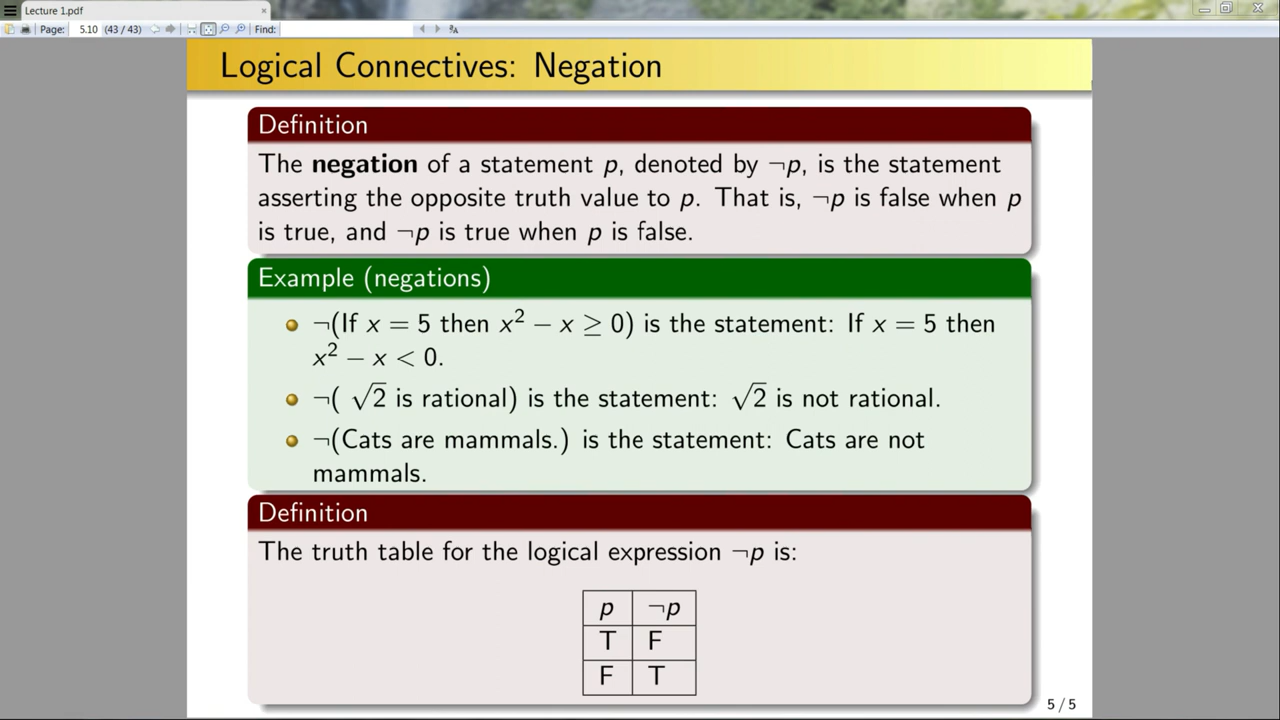 Lecture 1.pdf
Page: 5.10 (43 / 43) Find:
Logical Connectives: Negation
Definition
The negation of a statement p, denoted by ¬p, is the statement
asserting the opposite truth value to p. That is, ¬p is false when p
is true, and ¬p is true when p is false.
Example (negations)
¬(If x = 5 then x² − x ≥ 0) is the statement: If x = 5 then
x² − x < 0.
¬( √2 is rational) is the statement: √2 is not rational.
¬(Cats are mammals.) is the statement: Cats are not
mammals.
Definition
The truth table for the logical expression ¬p is:
p ¬p
T F
F T
5 / 5